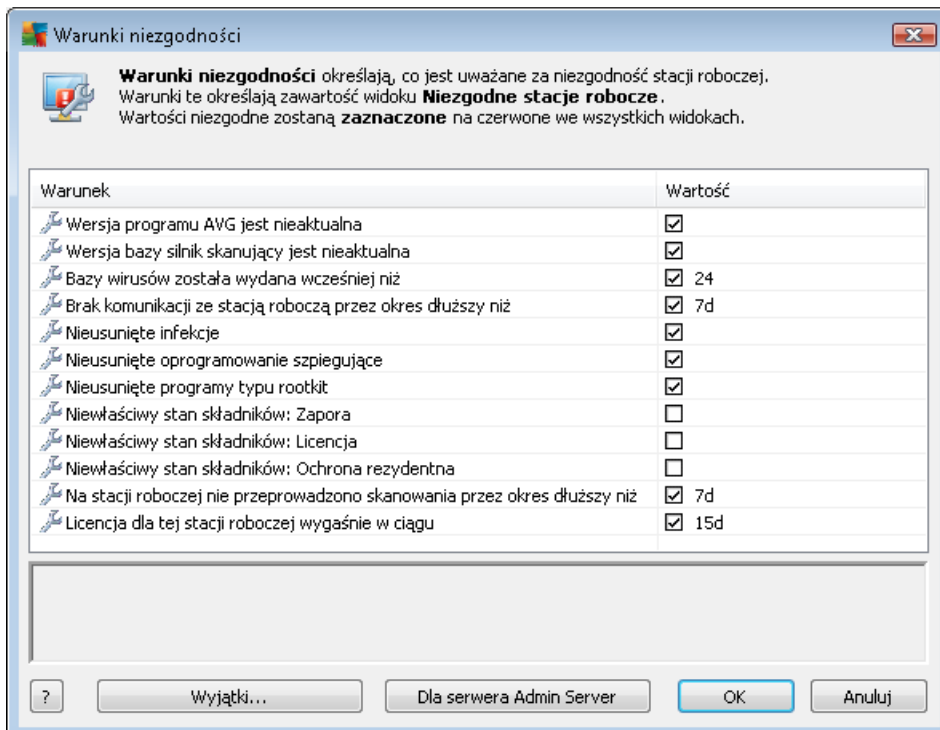 Warunki niezgodności
Warunki niezgodności określają, co jest uważane za niezgodność stacji roboczej.
Warunki te określają zawartość widoku Niezgodne stacje robocze.
Wartości niezgodne zostaną zaznaczone na czerwone we wszystkich widokach.
Warunek Wartość
Wersja programu AVG jest nieaktualna
Wersja bazy silnik skanujący jest nieaktualna
Bazy wirusów została wydana wcześniej niż 24
Brak komunikacji ze stacją roboczą przez okres dłuższy niż 7d
Nieusunięte infekcje
Nieusunięte oprogramowanie szpiegujące
Nieusunięte programy typu rootkit
Niewłaściwy stan składników: Zapora
Niewłaściwy stan składników: Licencja
Niewłaściwy stan składników: Ochrona rezydentna
Na stacji roboczej nie przeprowadzono skanowania przez okres dłuższy niż 7d
Licencja dla tej stacji roboczej wygaśnie w ciągu 15d
? Wyjątki... Dla serwera Admin Server OK Anuluj